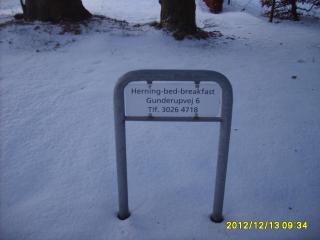 Herning-bed-breakfast
Gunderupvej 6
Tlf. 3026 4718
2012/12/13 09:34